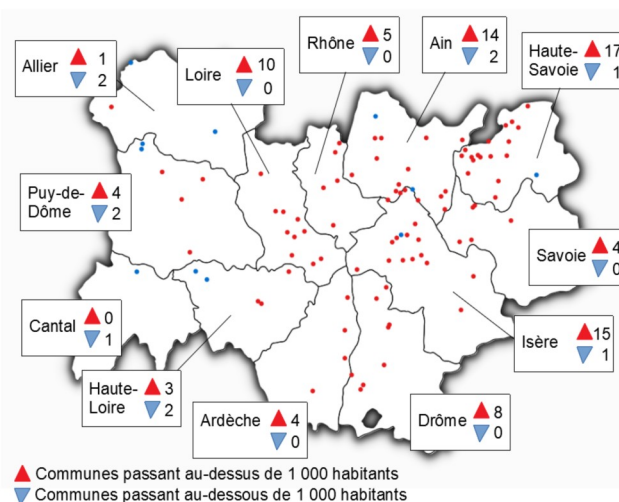 Rhône 5
0
Ain 14
2
Haute-
Savoie 17
1
Allier 1
2
Loire 10
0
Puy-de-
Dôme 4
2
Savoie 4
0
Cantal 0
1
Isère 15
1
Haute-
Loire 3
2
Ardèche 4
0
Drôme 8
0
Communes passant au-dessus de 1 000 habitants
Communes passant au-dessous de 1 000 habitants